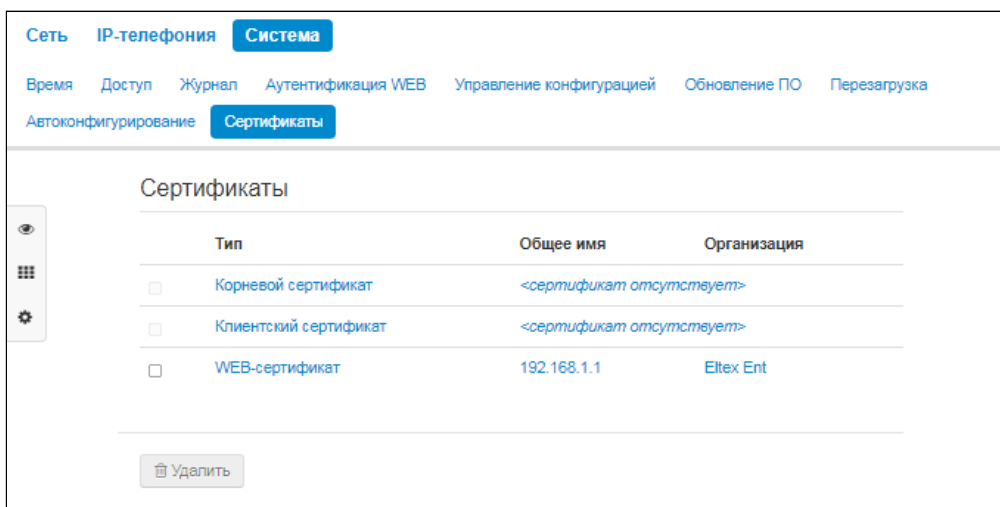 Сеть IP-телефония Система
Время Доступ Журнал Аутентификация WEB Управление конфигурацией Обновление ПО Перезагрузка
Автоконфигурирование Сертификаты
Сертификаты
Тип Общее имя Организация
Корневой сертификат <сертификат отсутствует>
Клиентский сертификат <сертификат отсутствует>
WEB-сертификат 192.168.1.1 Eltex Ent
Удалить